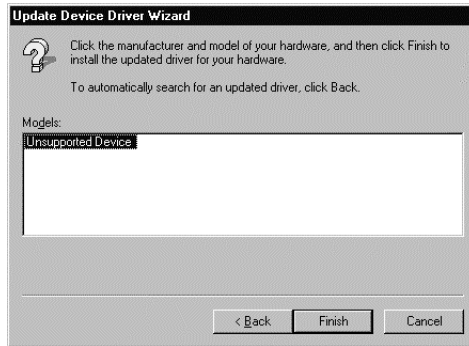 Update Device Driver Wizard
Click the manufacturer and model of your hardware, and then click Finish to
install the updated driver for your hardware.
To automatically search for an updated driver, click Back.
Models:
Unsupported Device
< Back
Finish
Cancel